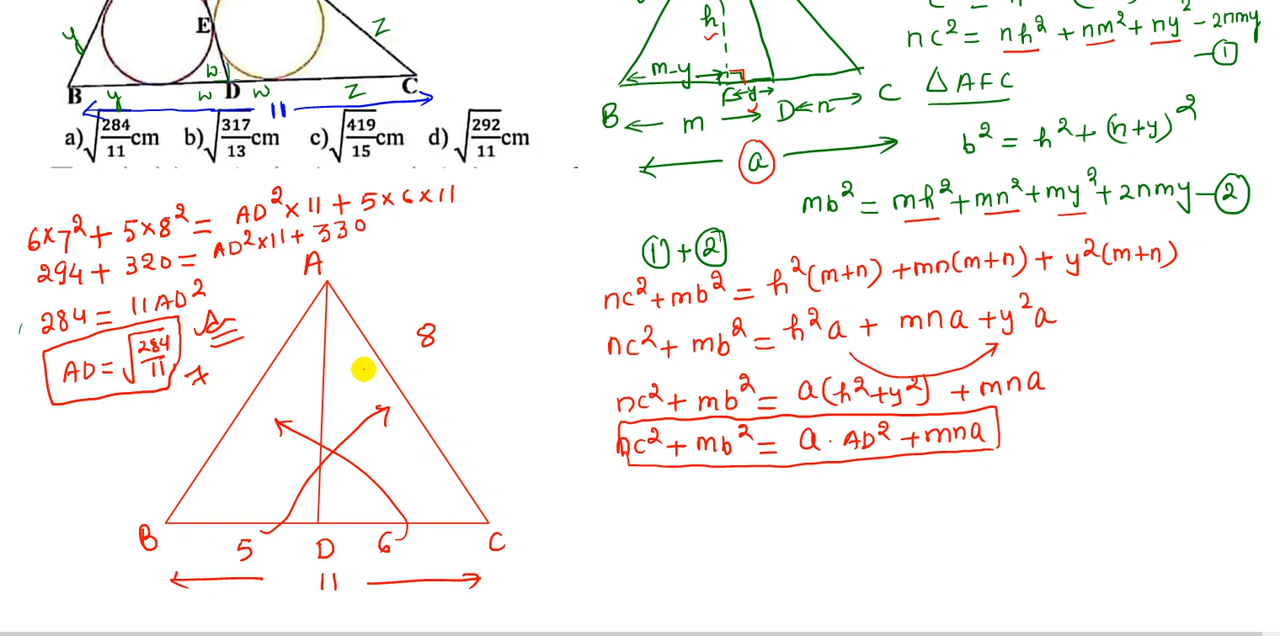 E
y
z
w
B
y
w
D
w
z
C
11
a) √284/11 cm b) √317/13 cm c) √419/15 cm d) √292/11 cm
6×7² + 5×8² = AD²×11 + 5×6×11
294 + 320 = AD²×11 + 330
284 = 11AD²
AD = √284/11
A
8
B
5
D
6
C
11
h
nc² = nh² + nm² + ny² - 2nmy
-①
m-y
B
F
y
D
n
C
m
a
△AFC
b² = h² + (n+y)²
mb² = mh² + mn² + my² + 2nmy -②
① + ②
nc² + mb² = h²(m+n) + mn(m+n) + y²(m+n)
nc² + mb² = h²a + mna + y²a
nc² + mb² = a(h²+y²) + mna
nc² + mb² = a·AD² + mna